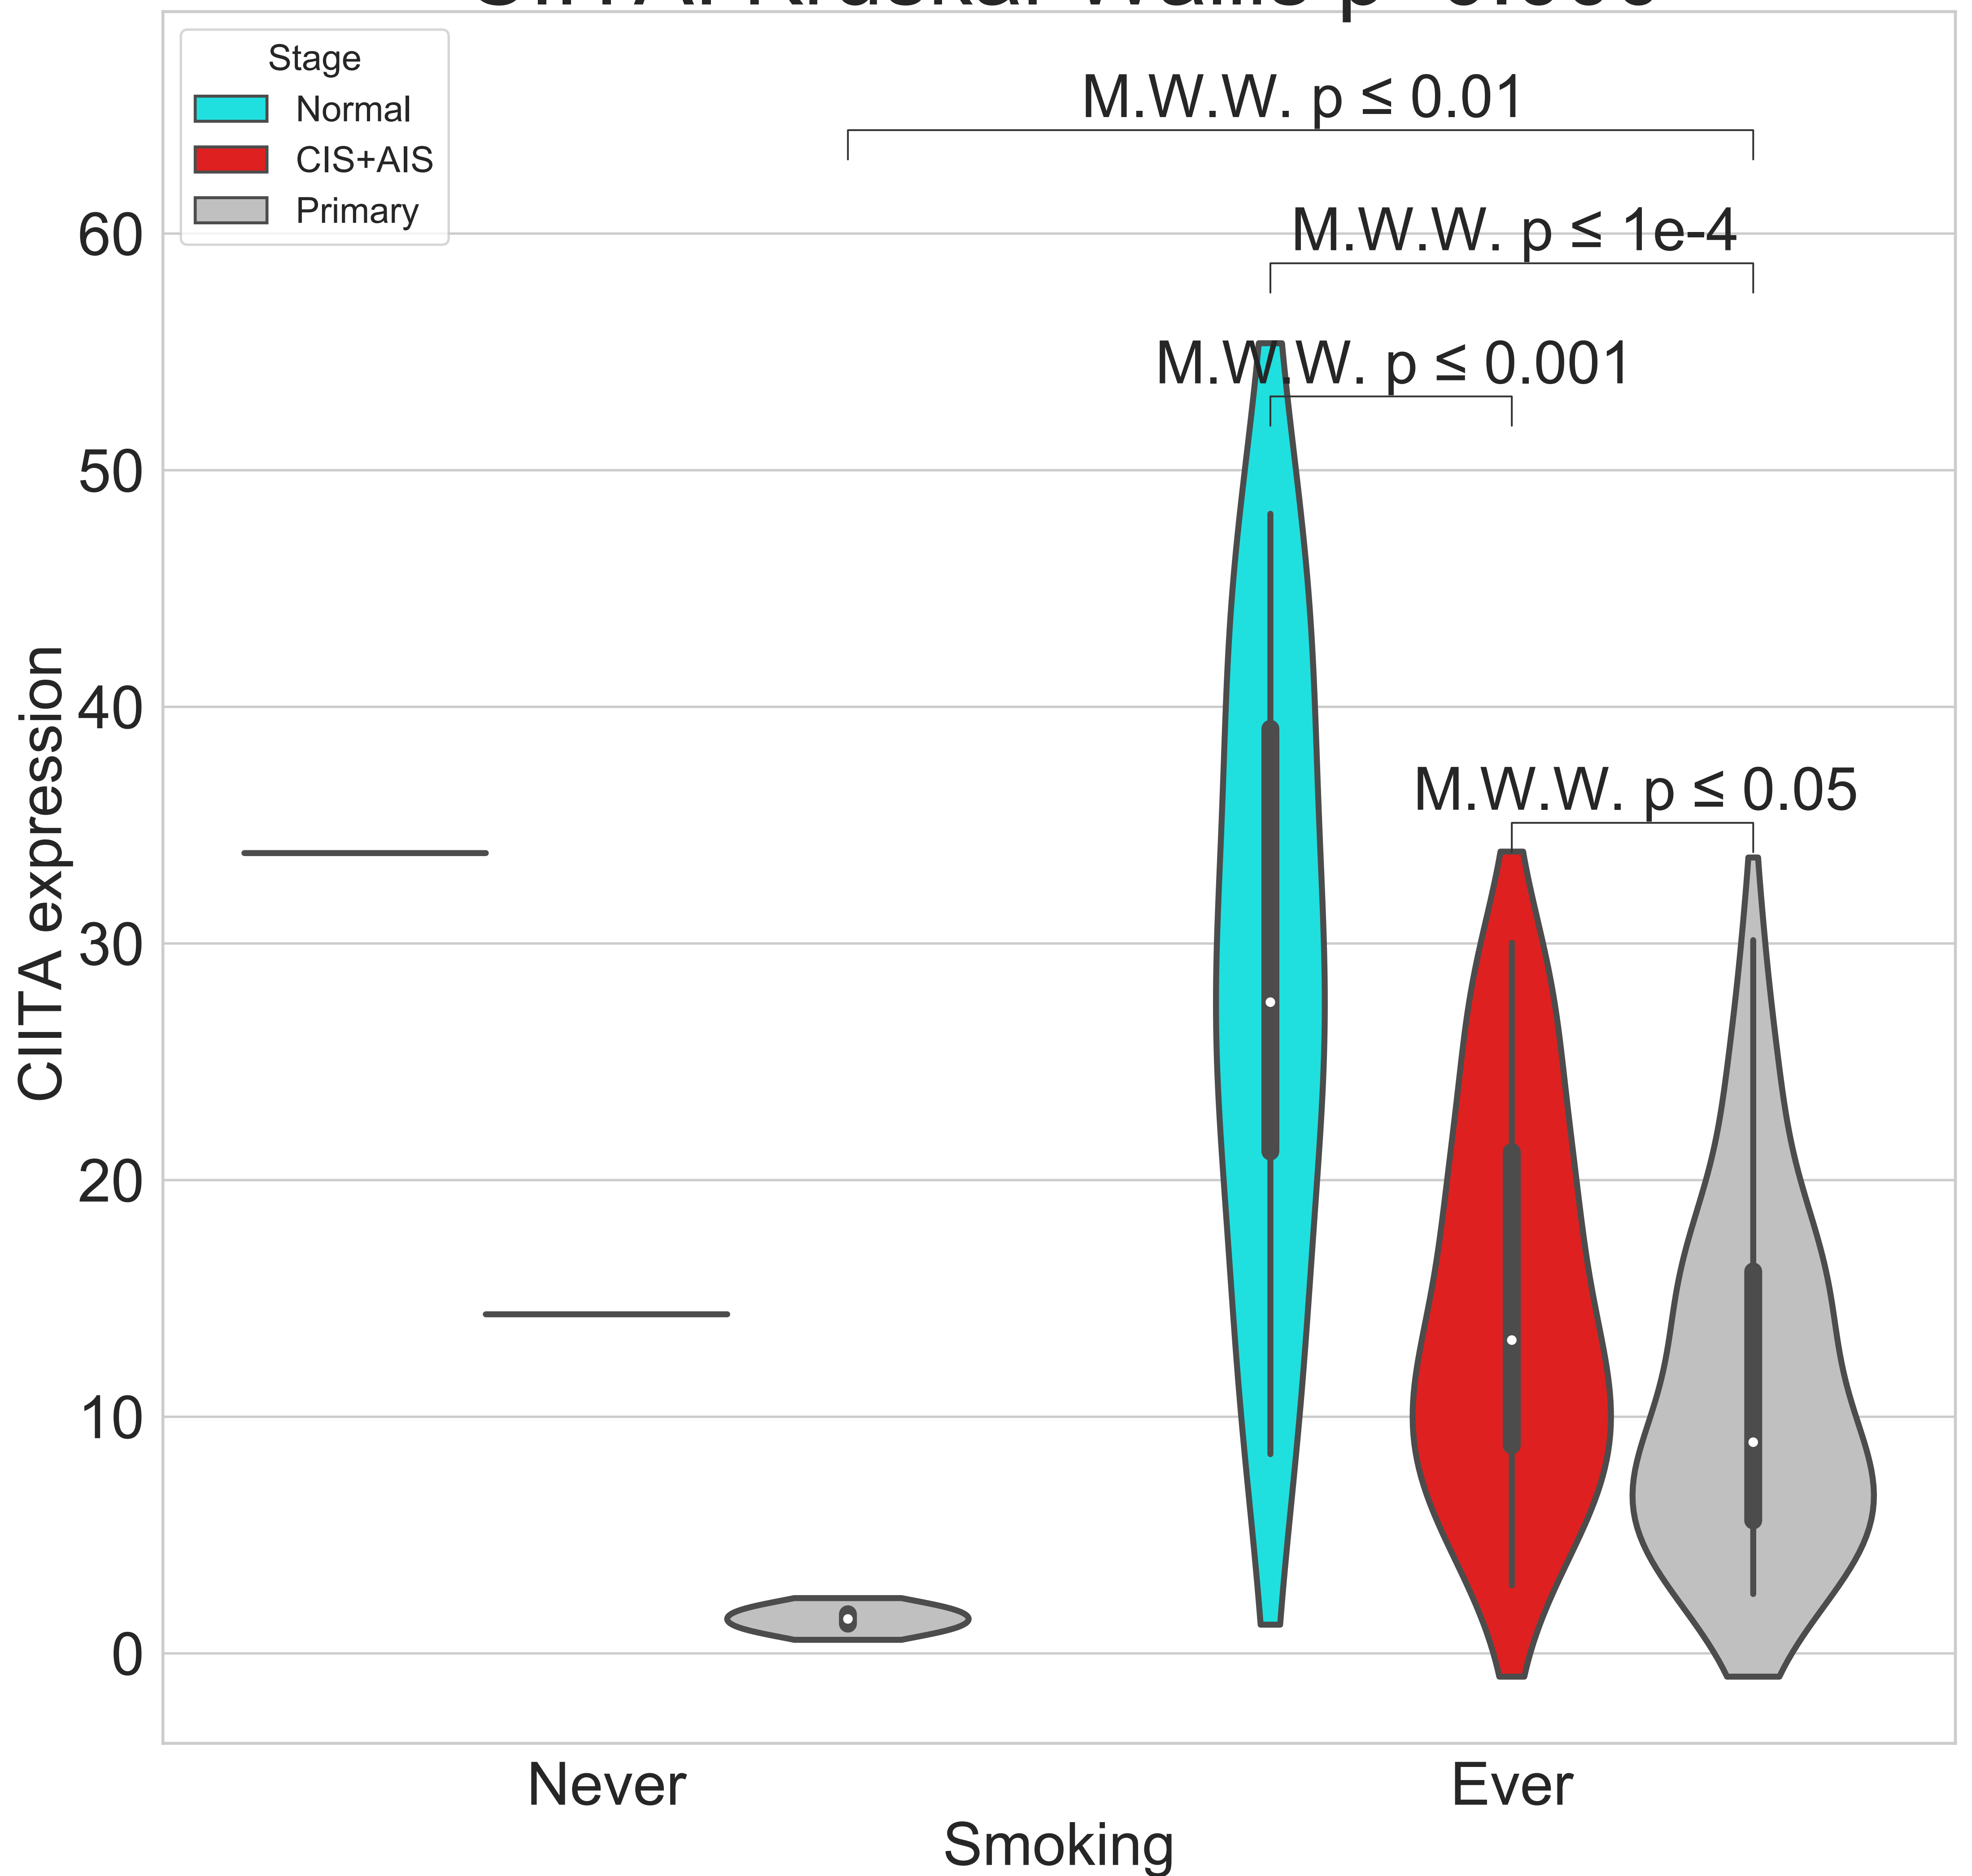 Stage
Normal
CIS+AIS
Primary
M.W.W. p ≤ 0.01
M.W.W. p ≤ 1e-4
M.W.W. p ≤ 0.001
M.W.W. p ≤ 0.05
60
50
40
30
20
10
0
CIITA expression
Never
Ever
Smoking